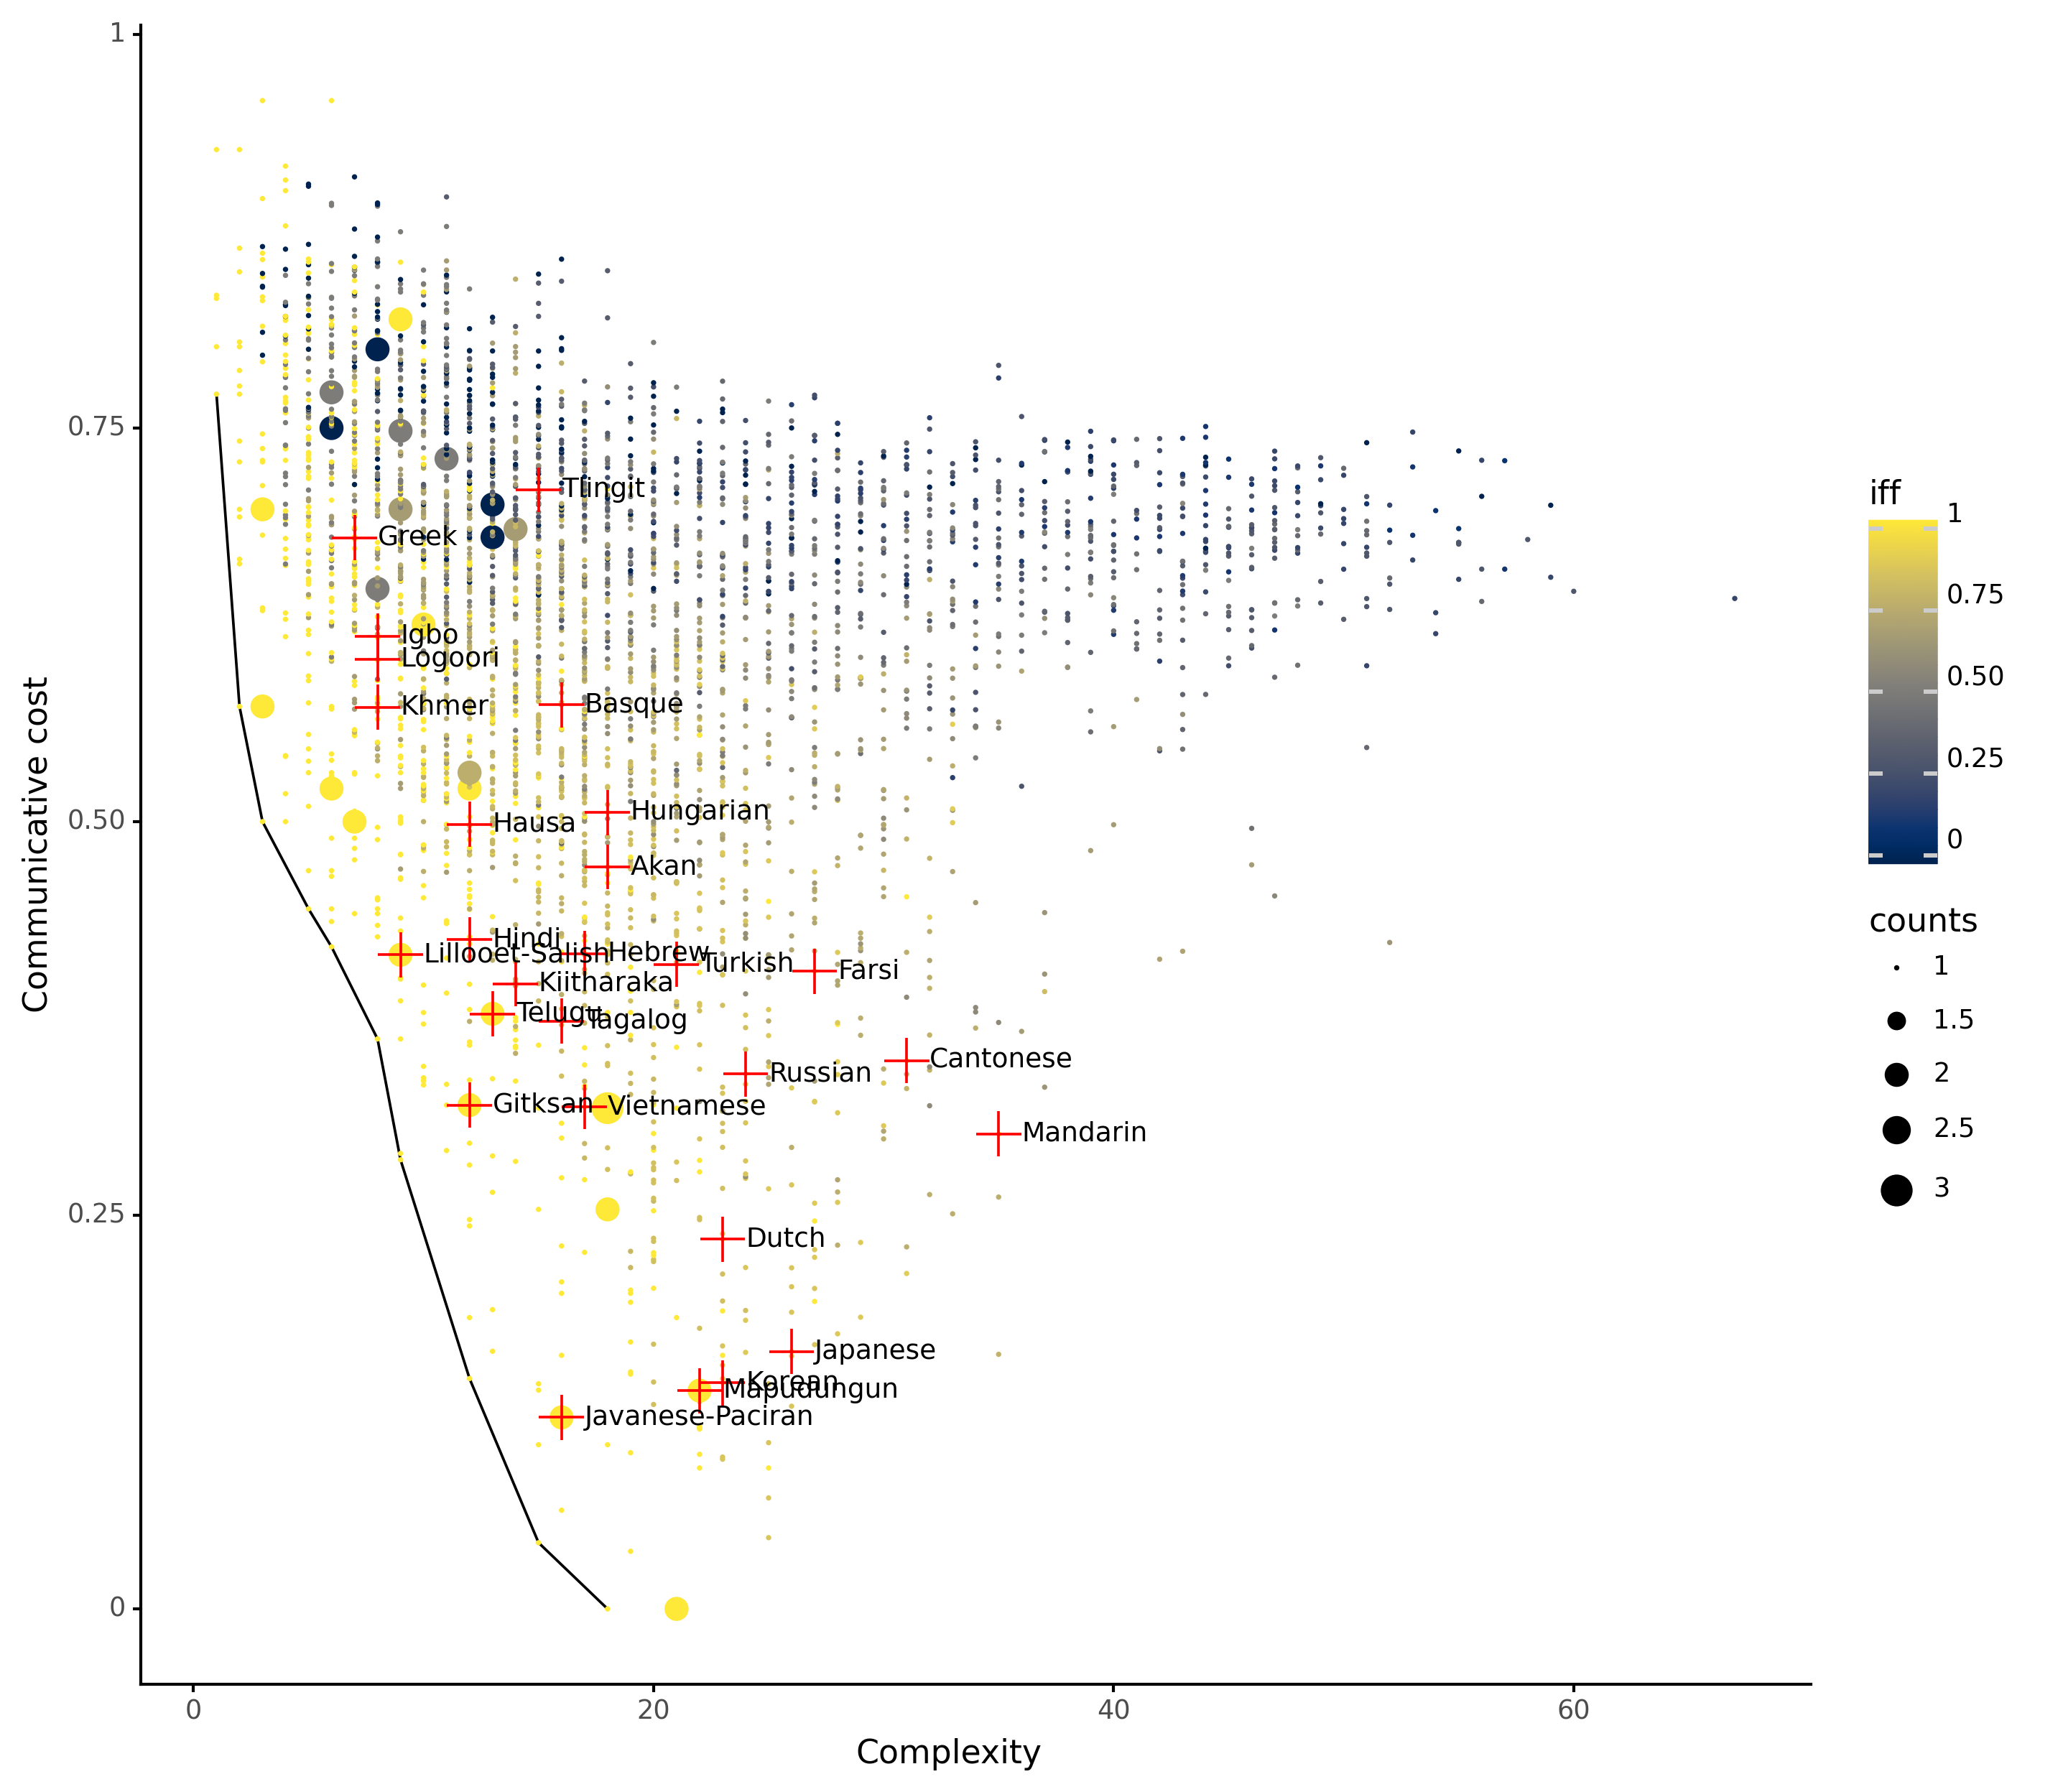 1
0.75
0.50
0.25
0
Communicative cost
0
20
40
60
Complexity
Tlingit
Greek
Igbo
Logoori
Khmer
Basque
Hungarian
Hausa
Akan
Hindi
Lillooet-Salish
Hebrew
Turkish
Farsi
Kiitharaka
Telugu
Tagalog
Cantonese
Russian
Gitksan
Vietnamese
Mandarin
Dutch
Japanese
Korean
Mapudungun
Javanese-Paciran
iff
1
0.75
0.50
0.25
0
counts
1
1.5
2
2.5
3